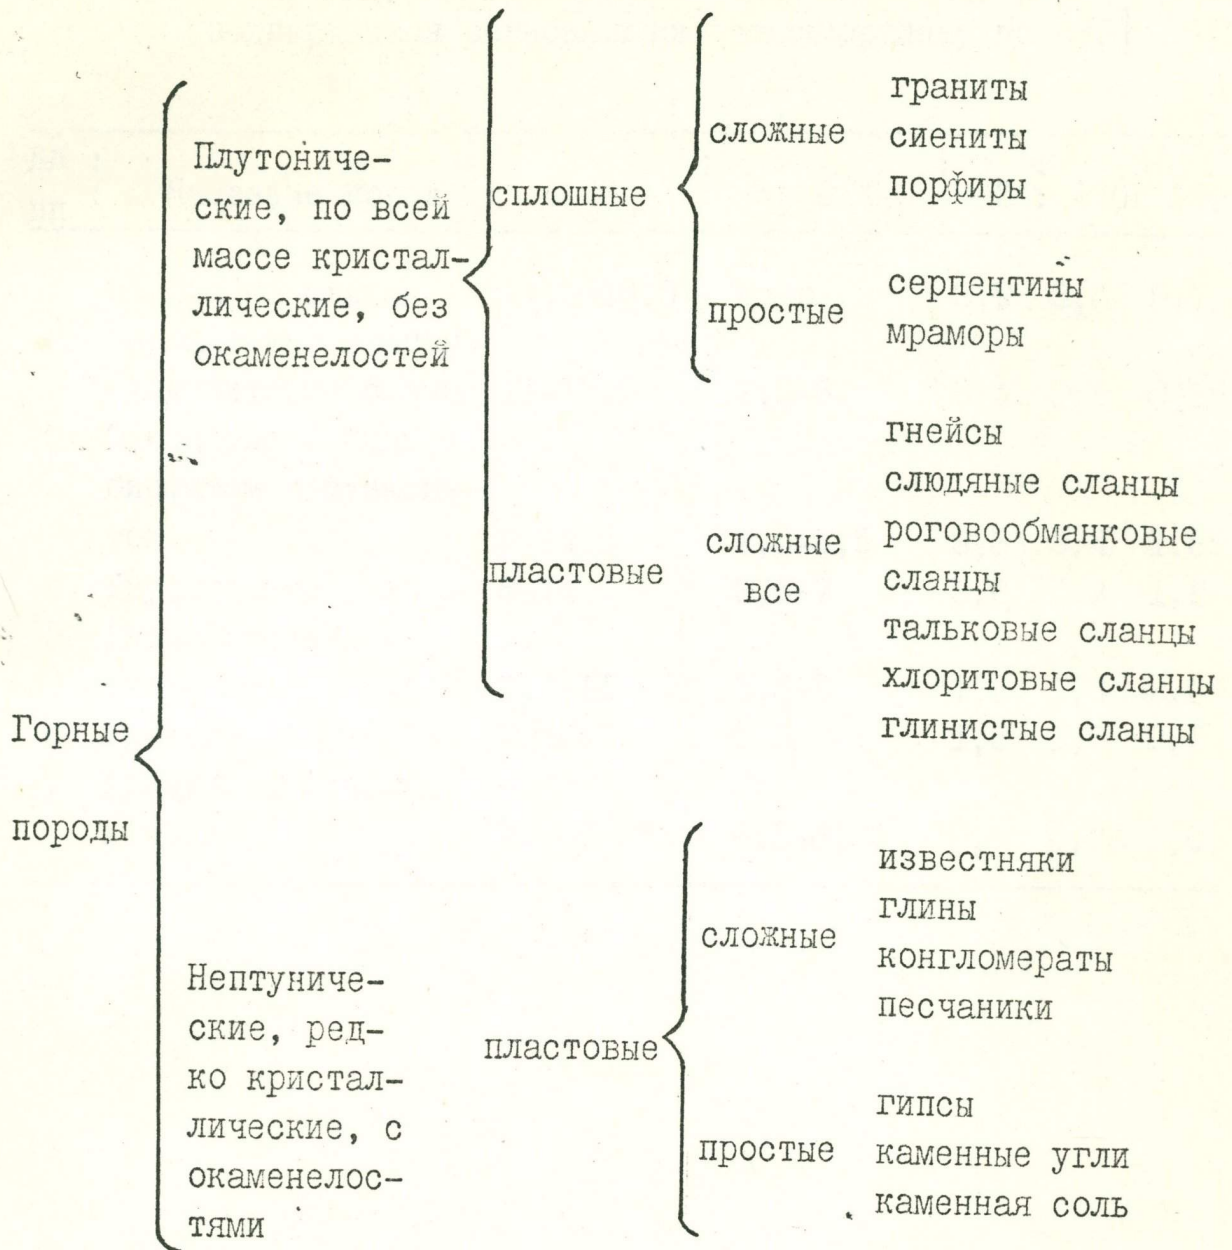 Горные
породы
Плутониче-
ские, по всей
массе кристал-
лические, без
окаменелостей
сплошные
сложные
граниты
сиениты
порфиры
простые
серпентины
мраморы
пластовые
сложные
все
гнейсы
слюдяные сланцы
роговообманковые
сланцы
тальковые сланцы
хлоритовые сланцы
глинистые сланцы
Нептуниче-
ские, ред-
ко кристал-
лические, с
окаменелос-
тями
пластовые
сложные
известняки
глины
конгломераты
песчаники
простые
гипсы
каменные угли
каменная соль